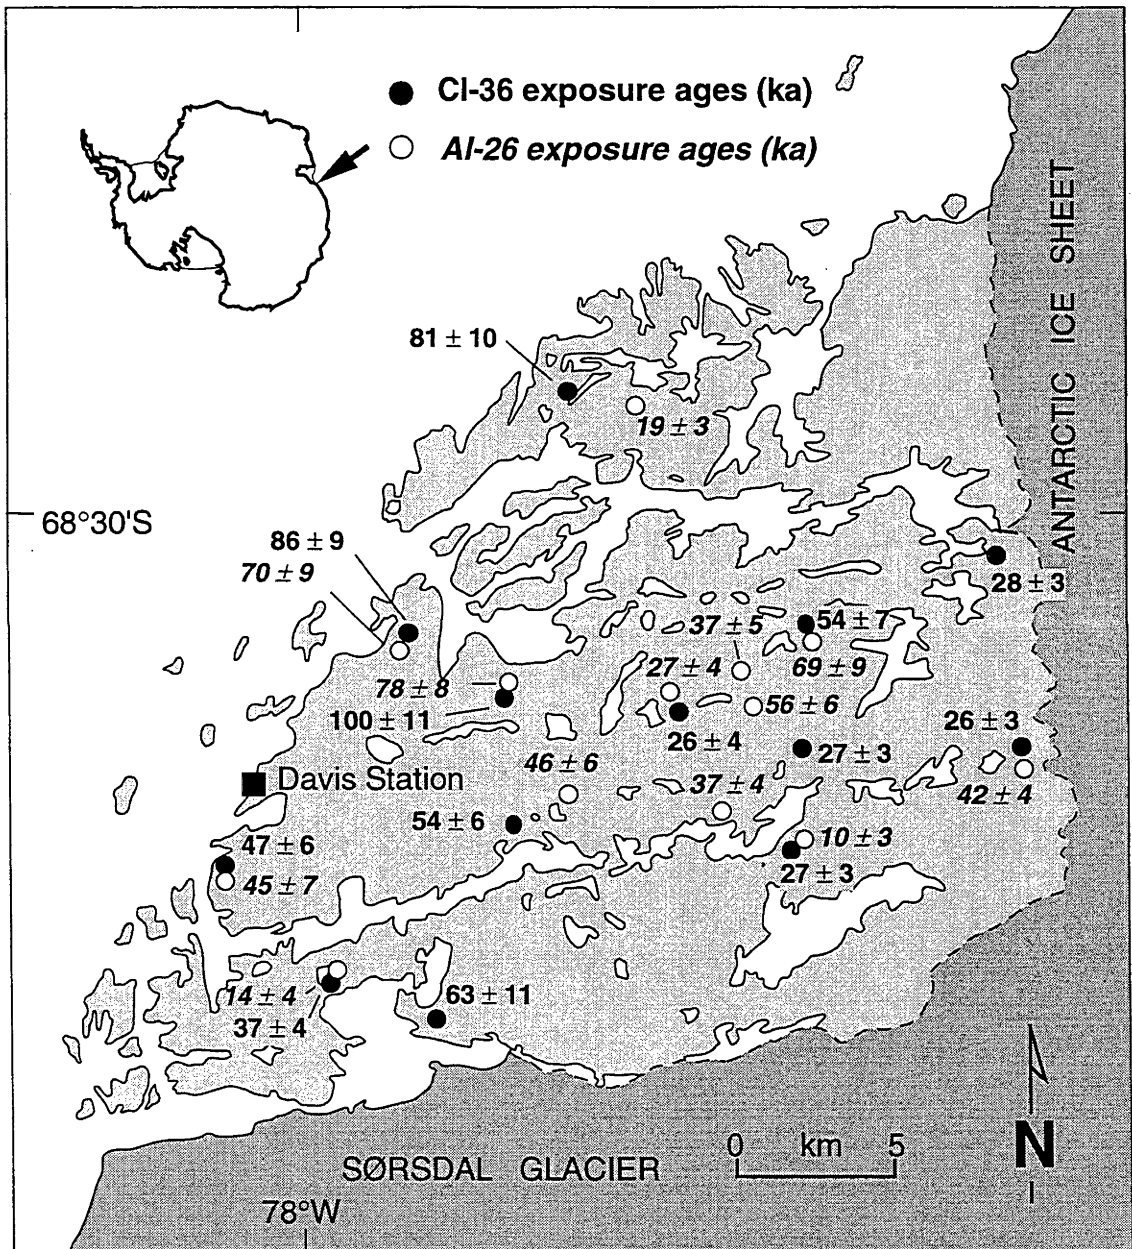 Cl-36 exposure ages (ka)
Al-26 exposure ages (ka)
ANTARCTIC ICE SHEET
81 ± 10
19 ± 3
68°30'S
86 ± 9
70 ± 9
28 ± 3
37 ± 5
54 ± 7
69 ± 9
27 ± 4
78 ± 8
56 ± 6
100 ± 11
26 ± 4
26 ± 3
27 ± 3
46 ± 6
Davis Station
37 ± 4
42 ± 4
54 ± 6
10 ± 3
47 ± 6
27 ± 3
45 ± 7
14 ± 4
63 ± 11
37 ± 4
N
0 km 5
SØRSDAL GLACIER
78°W